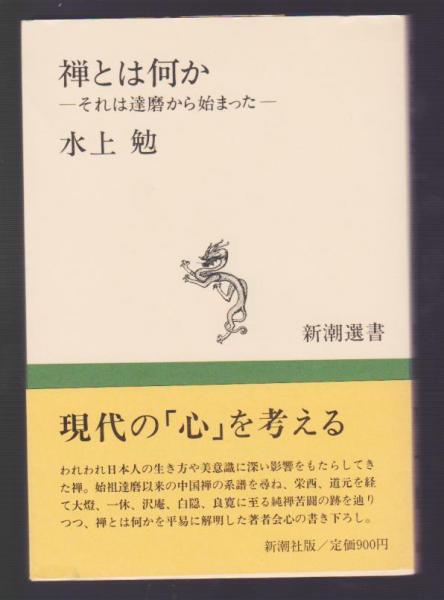 禅とは何か
―それは達磨から始まった―
水上 勉
新潮選書
現代の「心」を考える
われわれ日本人の生き方や美意識に深い影響をもたらしてき
た禅。始祖達磨以来の中国禅の系譜を尋ね、栄西、道元を経
て大燈、一休、沢庵、白隠、良寛に至る純禅苦闘の跡を辿り
つつ、禅とは何かを平易に解明した著者会心の書き下ろし。
新潮社版/定価900円